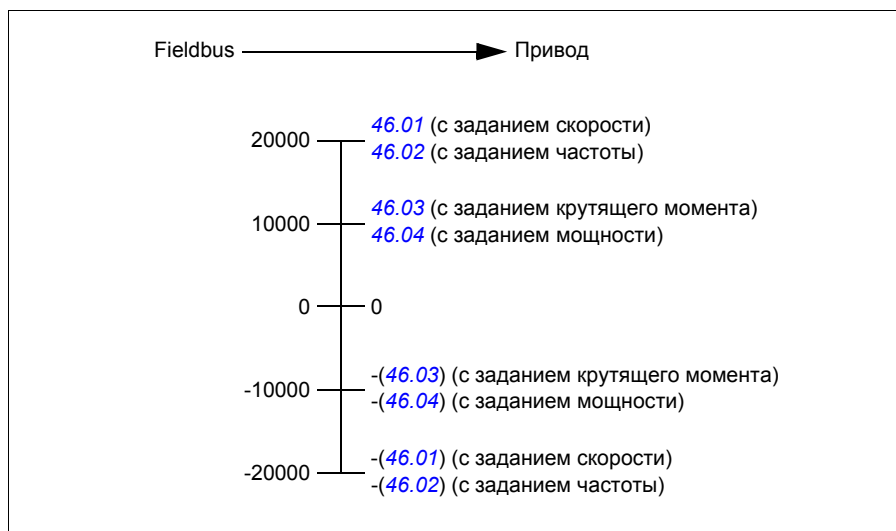 Fieldbus Привод
46.01 (с заданием скорости)
20000
46.02 (с заданием частоты)
46.03 (с заданием крутящего момента)
10000
46.04 (с заданием мощности)
0 0
-(46.03) (с заданием крутящего момента)
-10000
-(46.04) (с заданием мощности)
-(46.01) (с заданием скорости)
-20000
-(46.02) (с заданием частоты)